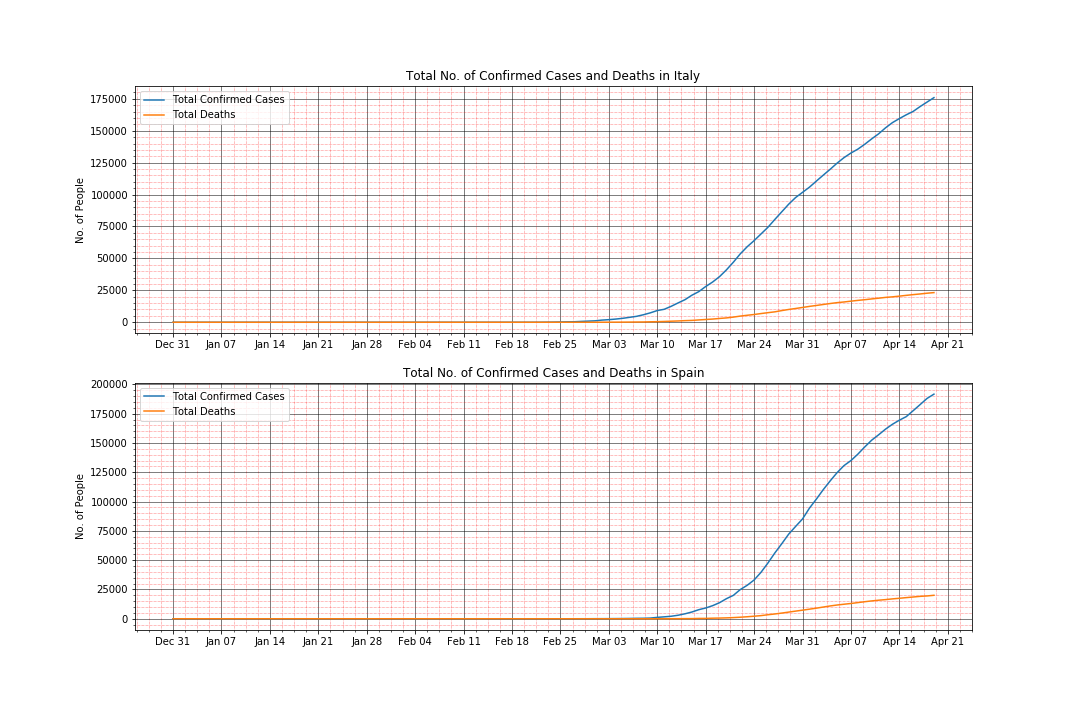 Total No. of Confirmed Cases and Deaths in Italy
Total Confirmed Cases
Total Deaths
No. of People
175000
150000
125000
100000
75000
50000
25000
0
Dec 31 Jan 07 Jan 14 Jan 21 Jan 28 Feb 04 Feb 11 Feb 18 Feb 25 Mar 03 Mar 10 Mar 17 Mar 24 Mar 31 Apr 07 Apr 14 Apr 21
Total No. of Confirmed Cases and Deaths in Spain
Total Confirmed Cases
Total Deaths
No. of People
200000
175000
150000
125000
100000
75000
50000
25000
0
Dec 31 Jan 07 Jan 14 Jan 21 Jan 28 Feb 04 Feb 11 Feb 18 Feb 25 Mar 03 Mar 10 Mar 17 Mar 24 Mar 31 Apr 07 Apr 14 Apr 21